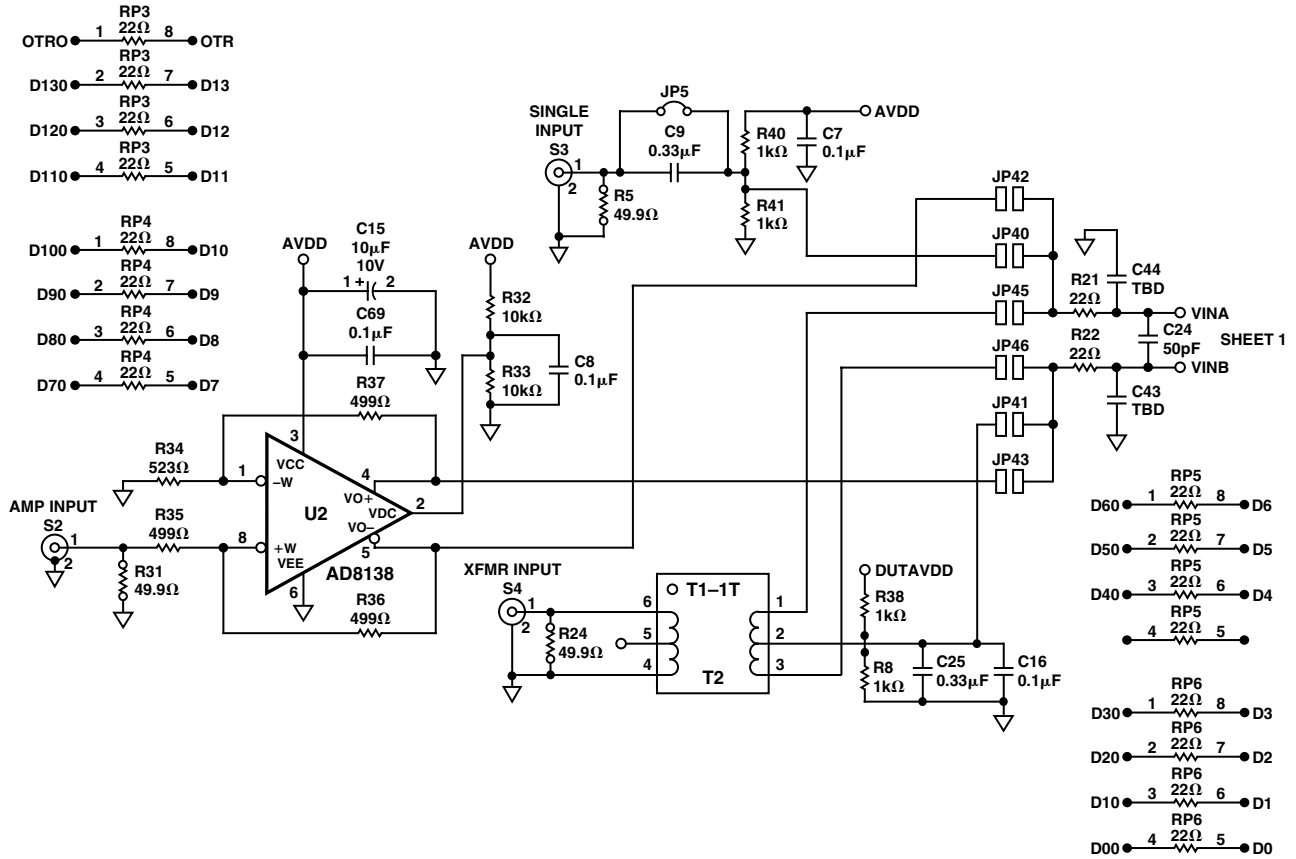 RP3
22Ω
OTRO 1 8 OTR
RP3
22Ω
D130 2 7 D13
RP3
22Ω
D120 3 6 D12
RP3
22Ω
D110 4 5 D11
RP4
22Ω
D100 1 8 D10
RP4
22Ω
D90 2 7 D9
RP4
22Ω
D80 3 6 D8
RP4
22Ω
D70 4 5 D7
SINGLE
INPUT
S3
1
2
R5
49.9Ω
JP5
C9
0.33µF
R40
1kΩ
R41
1kΩ
C7
0.1µF
AVDD
AVDD
C15
10µF
10V
1 + 2
C69
0.1µF
AVDD
R32
10kΩ
R33
10kΩ
C8
0.1µF
R37
499Ω
R34
523Ω
AMP INPUT
S2
1
2
R35
499Ω
R31
49.9Ω
3
VCC
1
–W
4
VO+
VDC
2
U2
VO–
5
8
+W
VEE
6
AD8138
R36
499Ω
XFMR INPUT
S4
1
2
R24
49.9Ω
T1–1T
6
5
4
1
2
3
T2
DUTAVDD
R38
1kΩ
R8
1kΩ
C25
0.33µF
C16
0.1µF
JP42
JP40
JP45
JP46
JP41
JP43
R21
22Ω
R22
22Ω
C44
TBD
C24
50pF
C43
TBD
VINA
VINB
SHEET 1
RP5
22Ω
D60 1 8 D6
RP5
22Ω
D50 2 7 D5
RP5
22Ω
D40 3 6 D4
RP5
22Ω
4 5
RP6
22Ω
D30 1 8 D3
RP6
22Ω
D20 2 7 D2
RP6
22Ω
D10 3 6 D1
RP6
22Ω
D00 4 5 D0